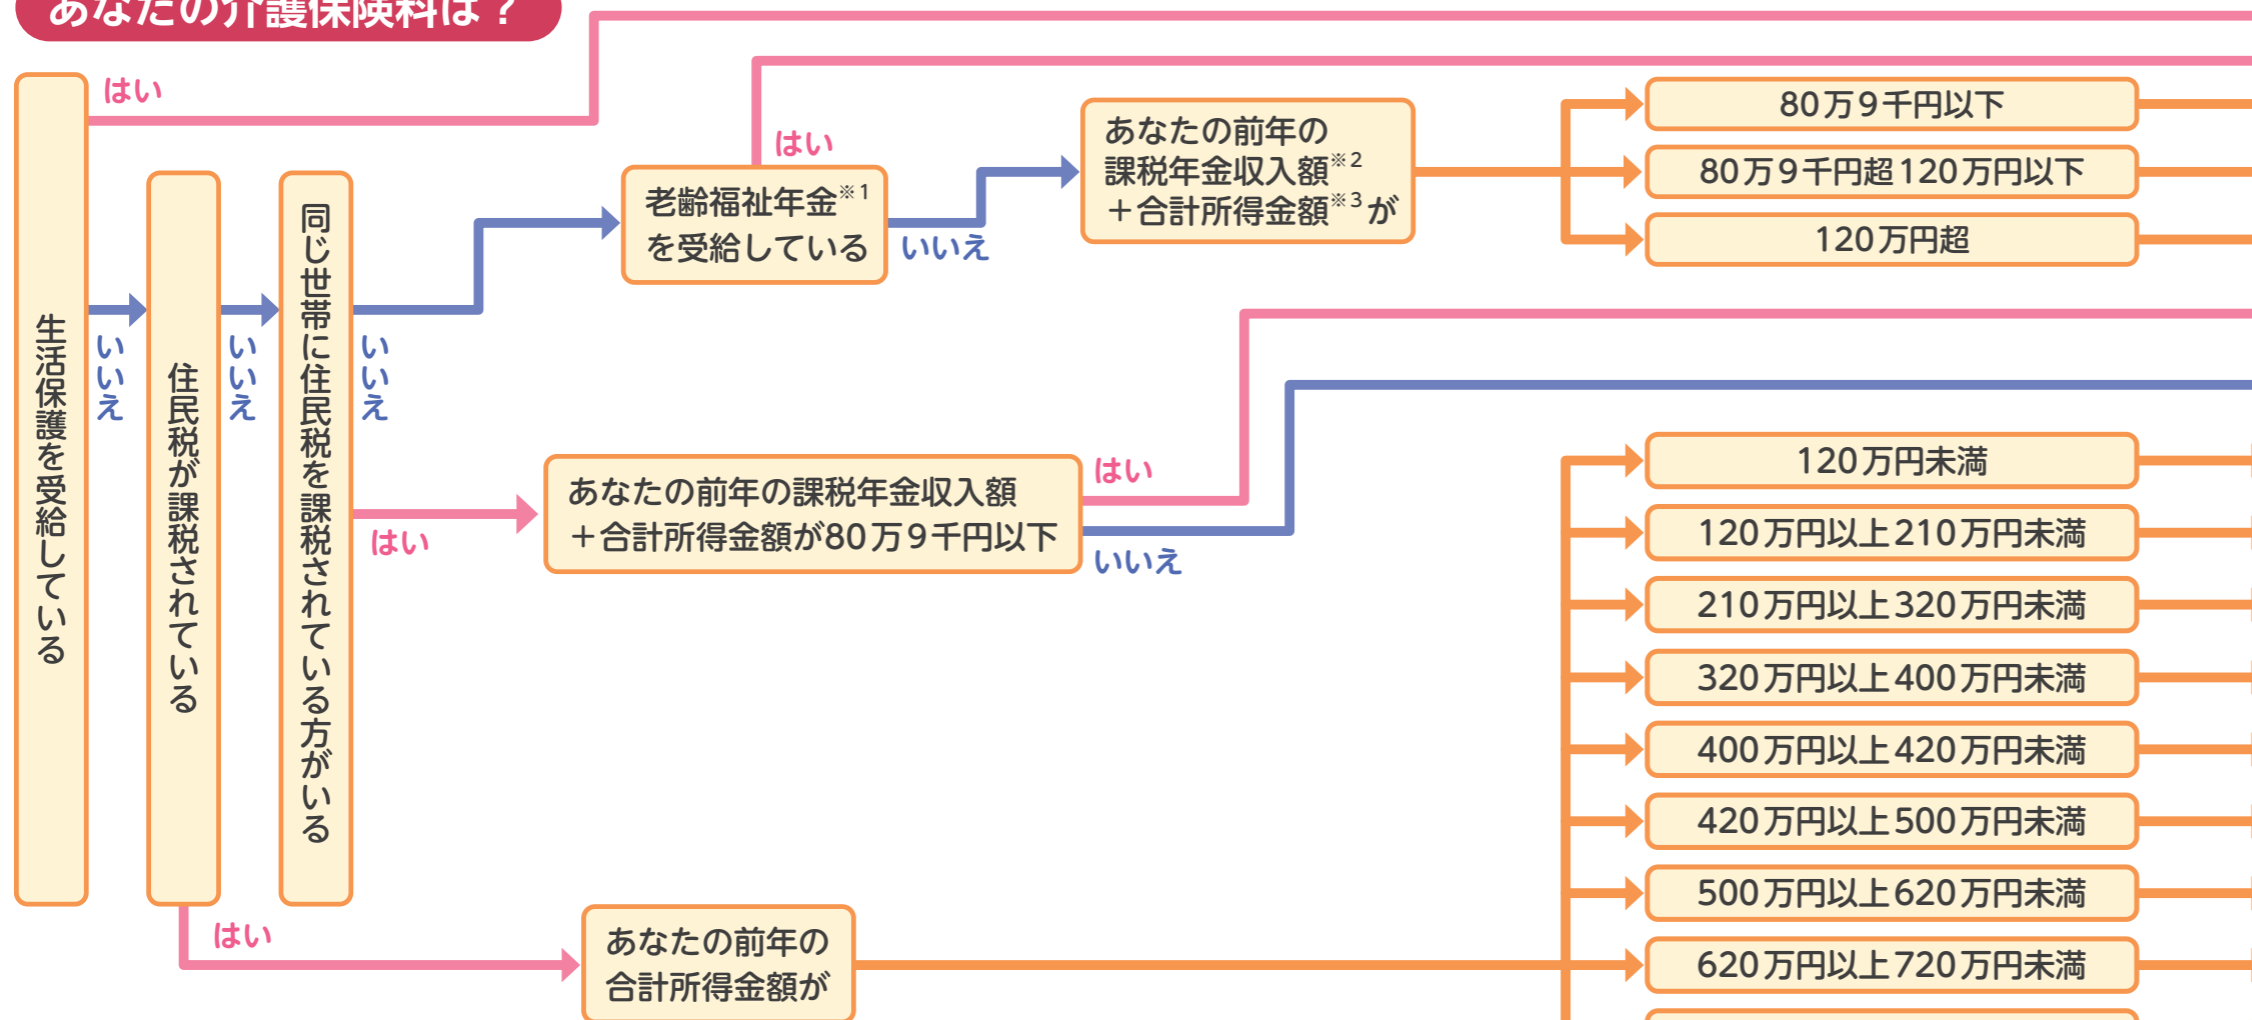 あなたの介護保険料は？
生活保護を受給している
はい
いいえ
住民税が課税されている
いいえ
はい
同じ世帯に住民税を課税されている方がいる
いいえ
はい
老齢福祉年金※1
を受給している
はい
いいえ
あなたの前年の
課税年金収入額※2
＋合計所得金額※3が
80万9千円以下
80万9千円超120万円以下
120万円超
あなたの前年の課税年金収入額
＋合計所得金額が80万9千円以下
はい
いいえ
あなたの前年の
合計所得金額が
120万円未満
120万円以上210万円未満
210万円以上320万円未満
320万円以上400万円未満
400万円以上420万円未満
420万円以上500万円未満
500万円以上620万円未満
620万円以上720万円未満